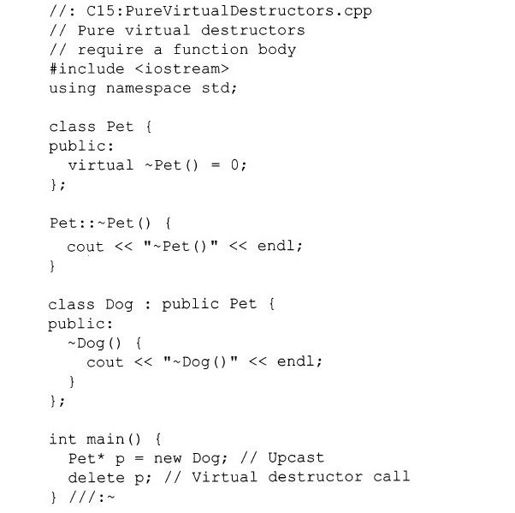 //: C15:PureVirtualDestructors.cpp
// Pure virtual destructors
// require a function body
#include <iostream>
using namespace std;

class Pet {
public:
  virtual ~Pet() = 0;
};

Pet::~Pet() {
  cout << "~Pet()" << endl;
}

class Dog : public Pet {
public:
  ~Dog() {
    cout << "~Dog()" << endl;
  }
};

int main() {
  Pet* p = new Dog; // Upcast
  delete p; // Virtual destructor call
} ///:~